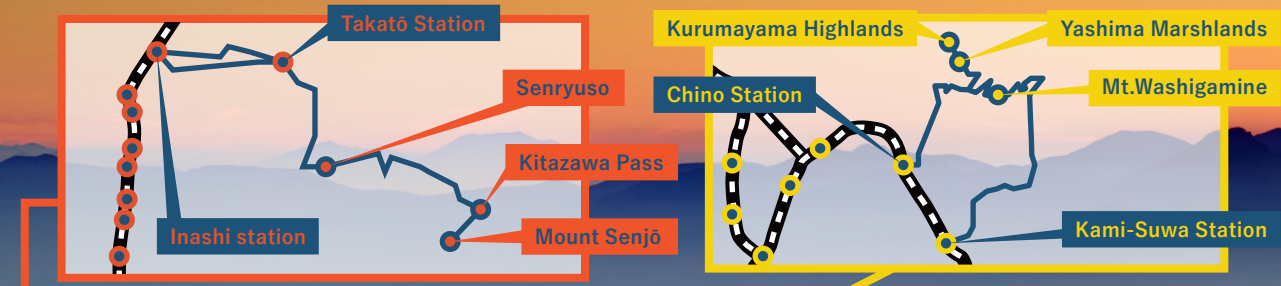 Takatō Station
Senryuso
Kitazawa Pass
Mount Senjō
Inashi station
Kurumayama Highlands
Yashima Marshlands
Mt.Washigamine
Chino Station
Kami-Suwa Station